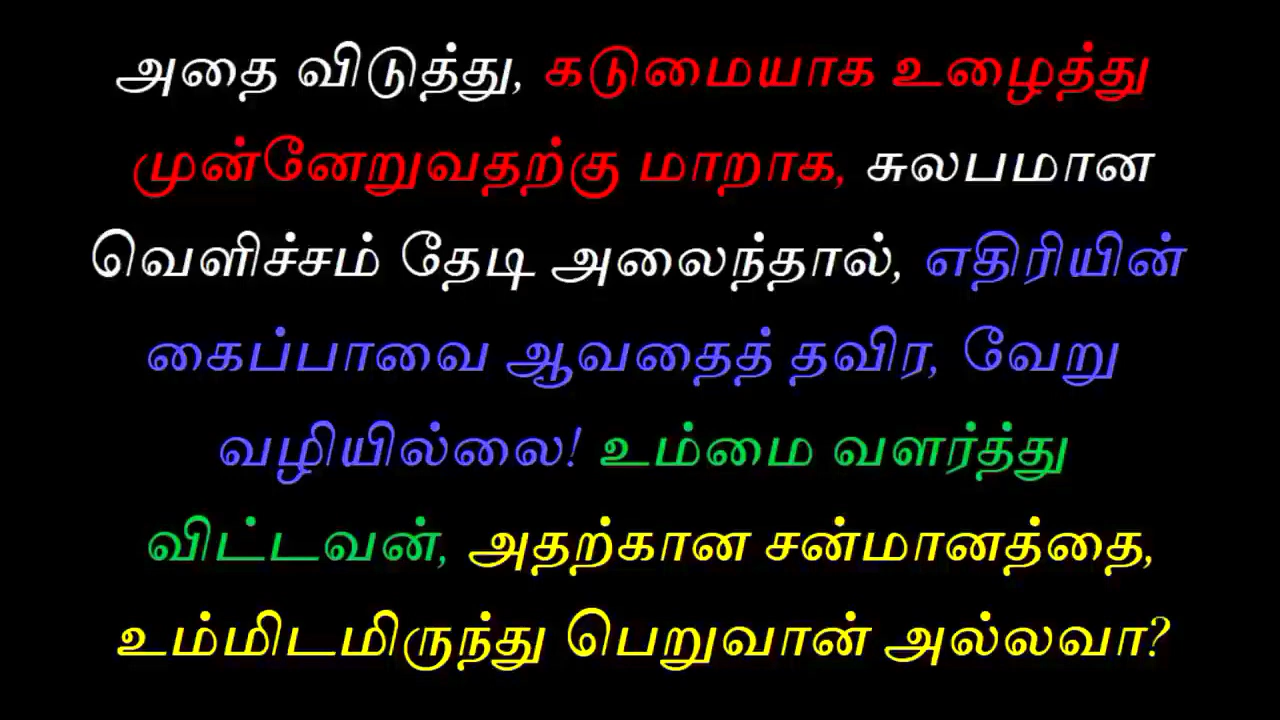 அதை விடுத்து, கடுமையாக உழைத்து
முன்னேறுவதற்கு மாறாக, சுலபமான
வெளிச்சம் தேடி அலைந்தால், எதிரியின்
கைப்பாவை ஆவதைத் தவிர, வேறு
வழியில்லை! உம்மை வளர்த்து
விட்டவன், அதற்கான சன்மானத்தை,
உம்மிடமிருந்து பெறுவான் அல்லவா?